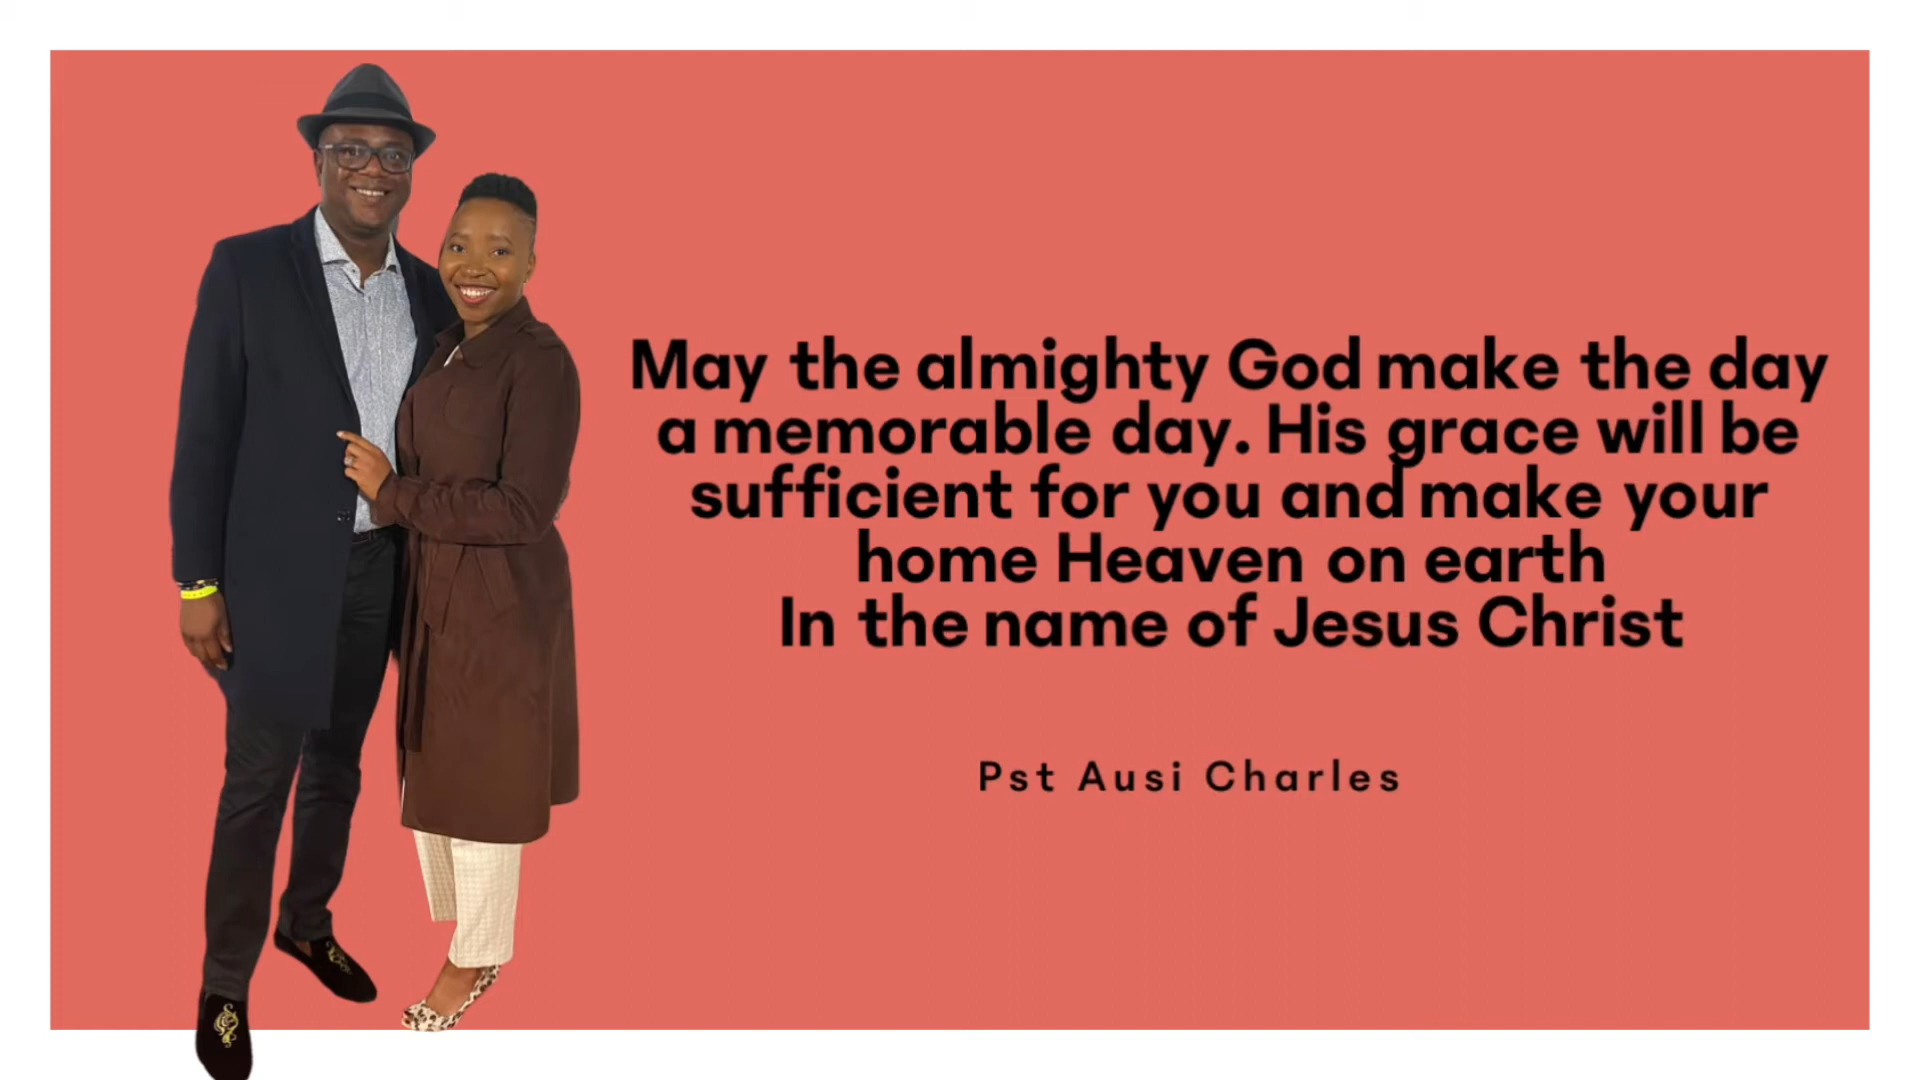 May the almighty God make the day
a memorable day. His grace will be
sufficient for you and make your
home Heaven on earth
In the name of Jesus Christ
Pst Ausi Charles